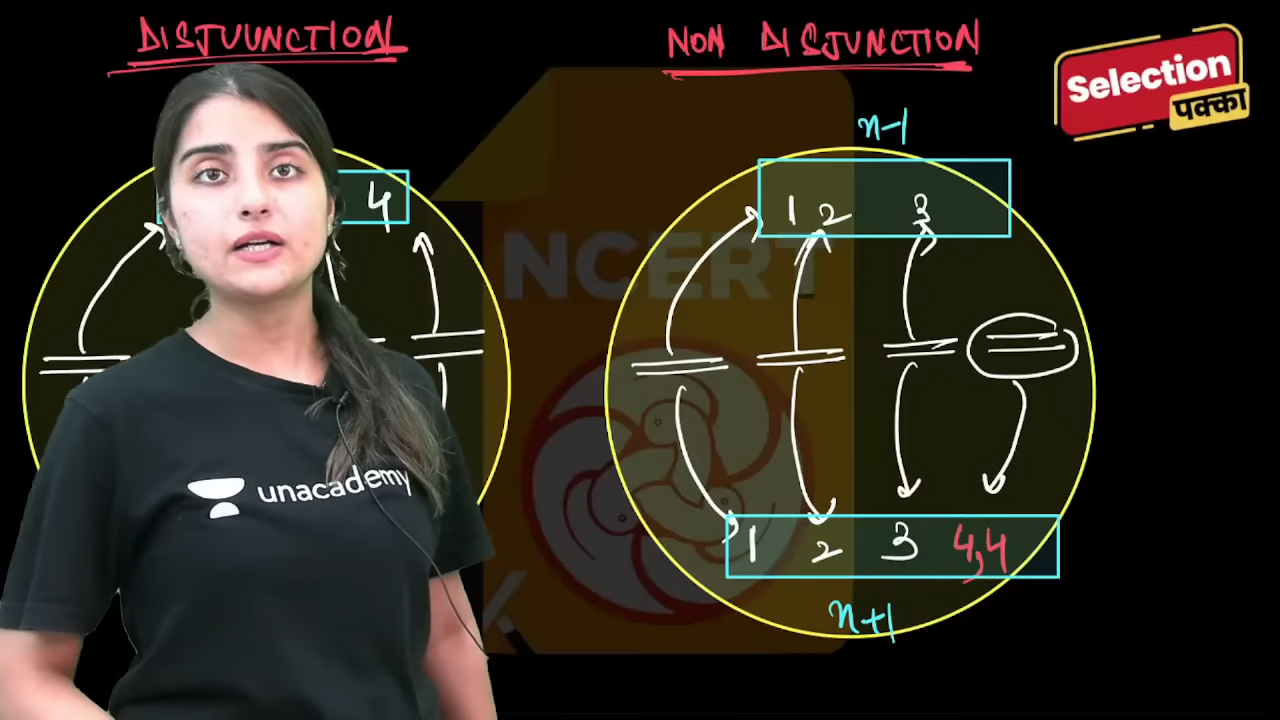 DISJUUNCTION
NON DISJUNCTION
Selection
पक्का
n-1
4
1 2 3
NCERT
unacademy
1 2 3 4,4
n+1